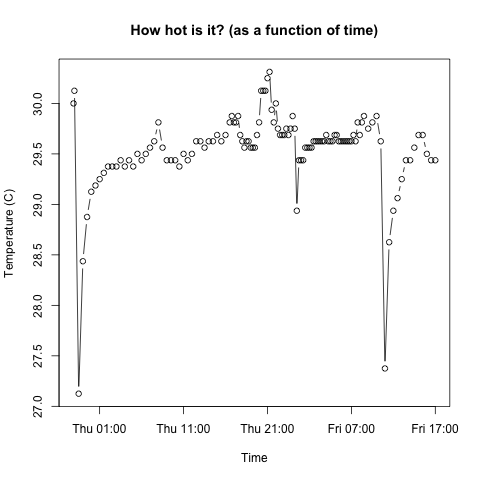 How hot is it? (as a function of time)
Temperature (C)
30.0
29.5
29.0
28.5
28.0
27.5
27.0
Thu 01:00 Thu 11:00 Thu 21:00 Fri 07:00 Fri 17:00
Time